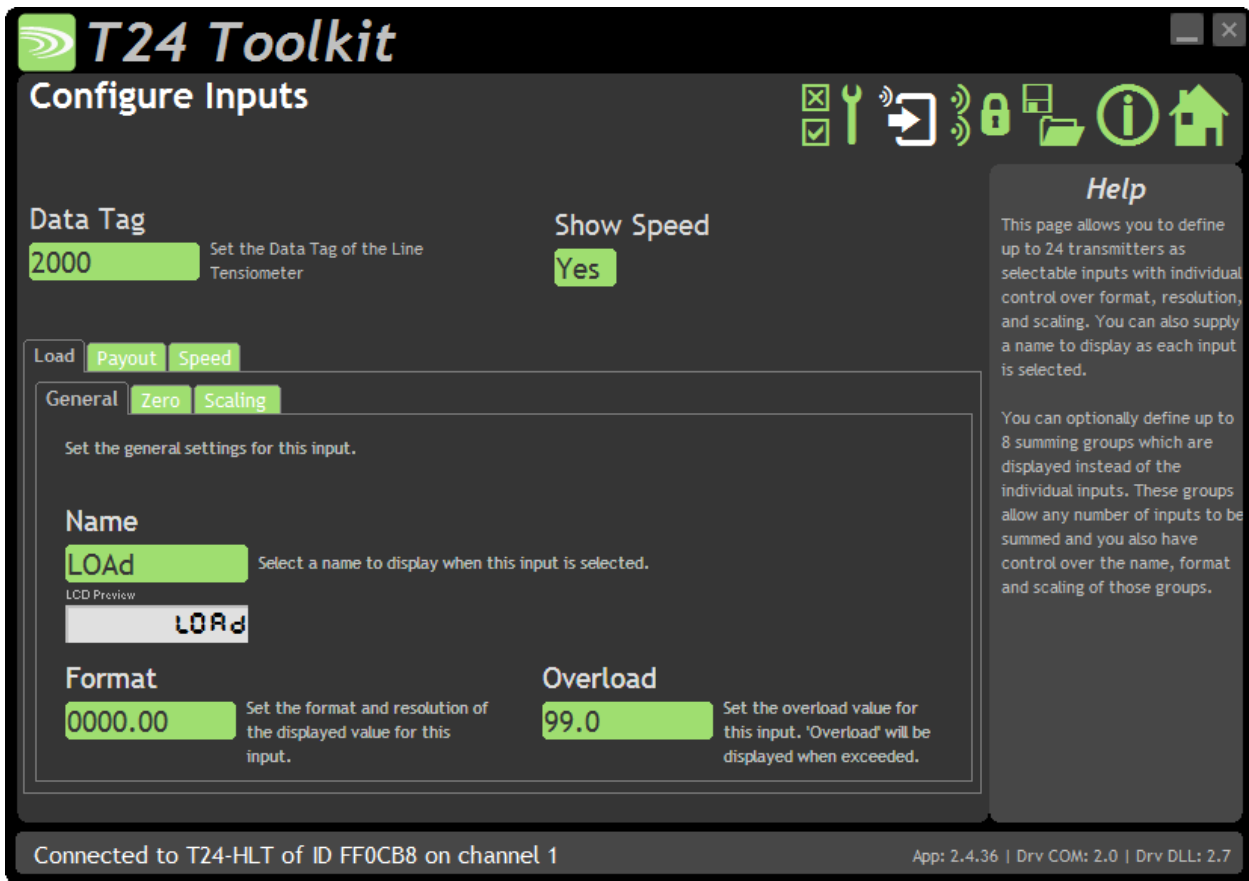 T24 Toolkit
Configure Inputs
Data Tag
2000
Set the Data Tag of the Line
Tensiometer
Show Speed
Yes
Load Payout Speed
General Zero Scaling
Set the general settings for this input.
Name
LOAd
Select a name to display when this input is selected.
LCD Preview
LOAd
Format
0000.00
Set the format and resolution of
the displayed value for this
input.
Overload
99.0
Set the overload value for
this input. 'Overload' will be
displayed when exceeded.
Help
This page allows you to define
up to 24 transmitters as
selectable inputs with individual
control over format, resolution,
and scaling. You can also supply
a name to display as each input
is selected.
You can optionally define up to
8 summing groups which are
displayed instead of the
individual inputs. These groups
allow any number of inputs to be
summed and you also have
control over the name, format
and scaling of those groups.
Connected to T24-HLT of ID FF0CB8 on channel 1
App: 2.4.36 | Drv COM: 2.0 | Drv DLL: 2.7